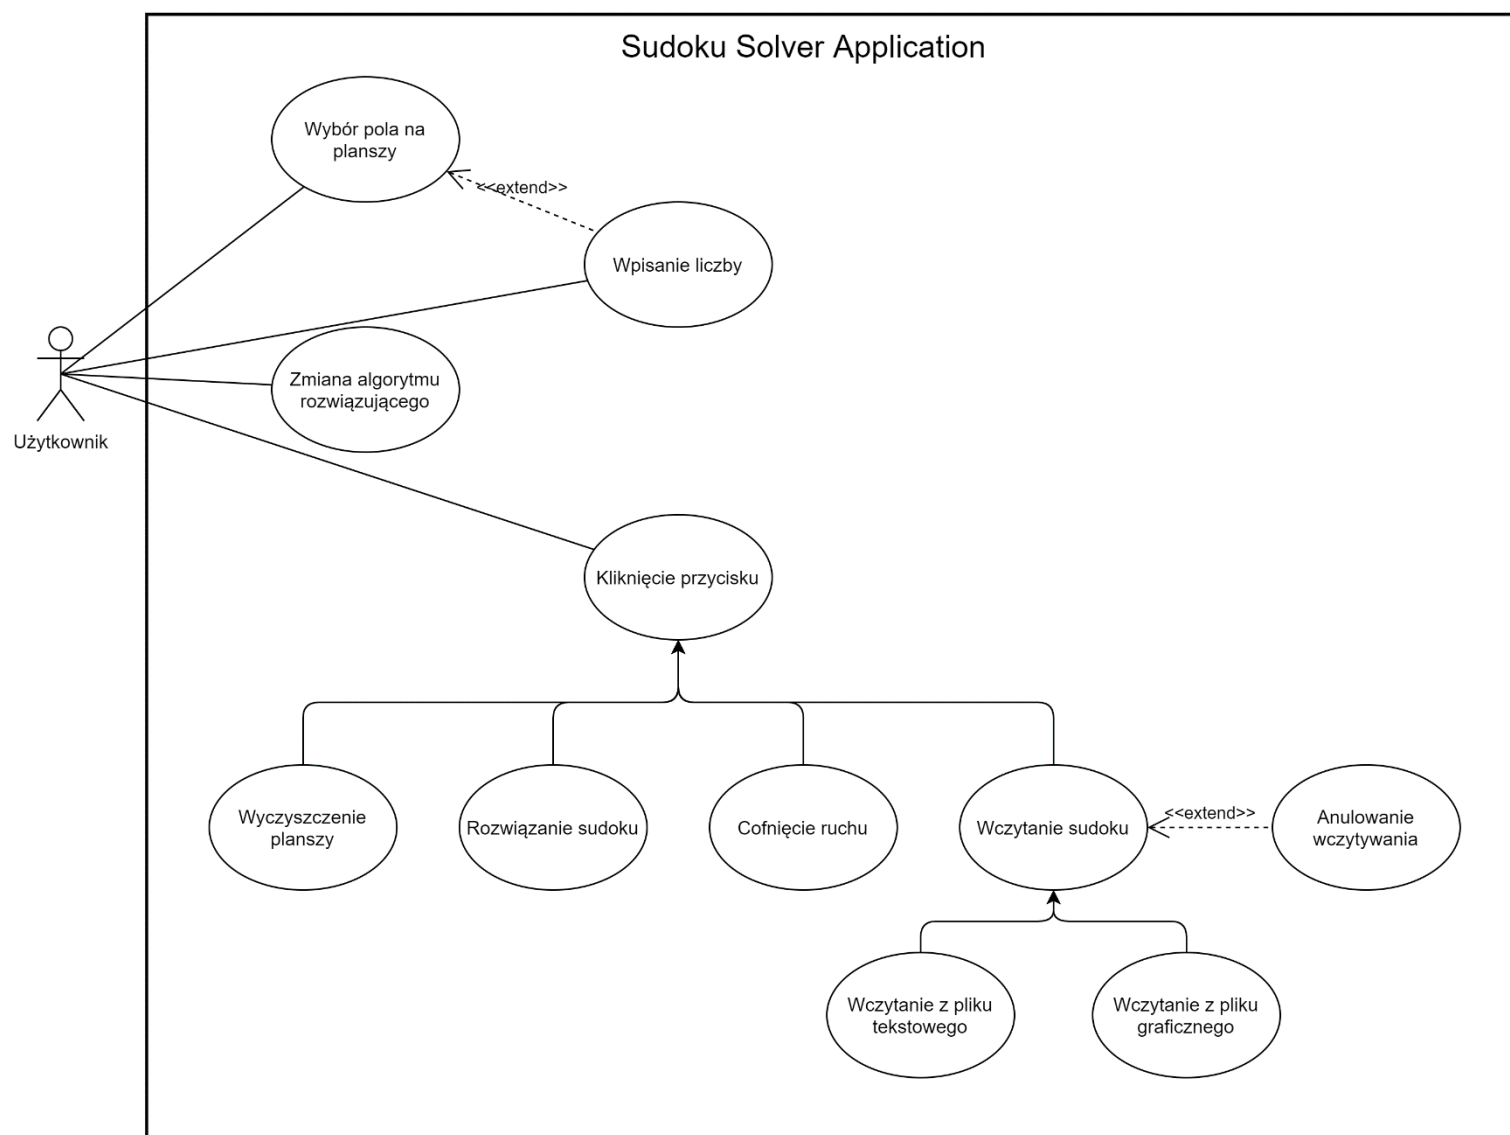 Sudoku Solver Application
Wybór pola na
planszy
<<extend>>
Wpisanie liczby
Zmiana algorytmu
rozwiązującego
Użytkownik
Kliknięcie przycisku
Wyczyszczenie
planszy
Rozwiązanie sudoku
Cofnięcie ruchu
Wczytanie sudoku
<<extend>>
Anulowanie
wczytywania
Wczytanie z pliku
tekstowego
Wczytanie z pliku
graficznego